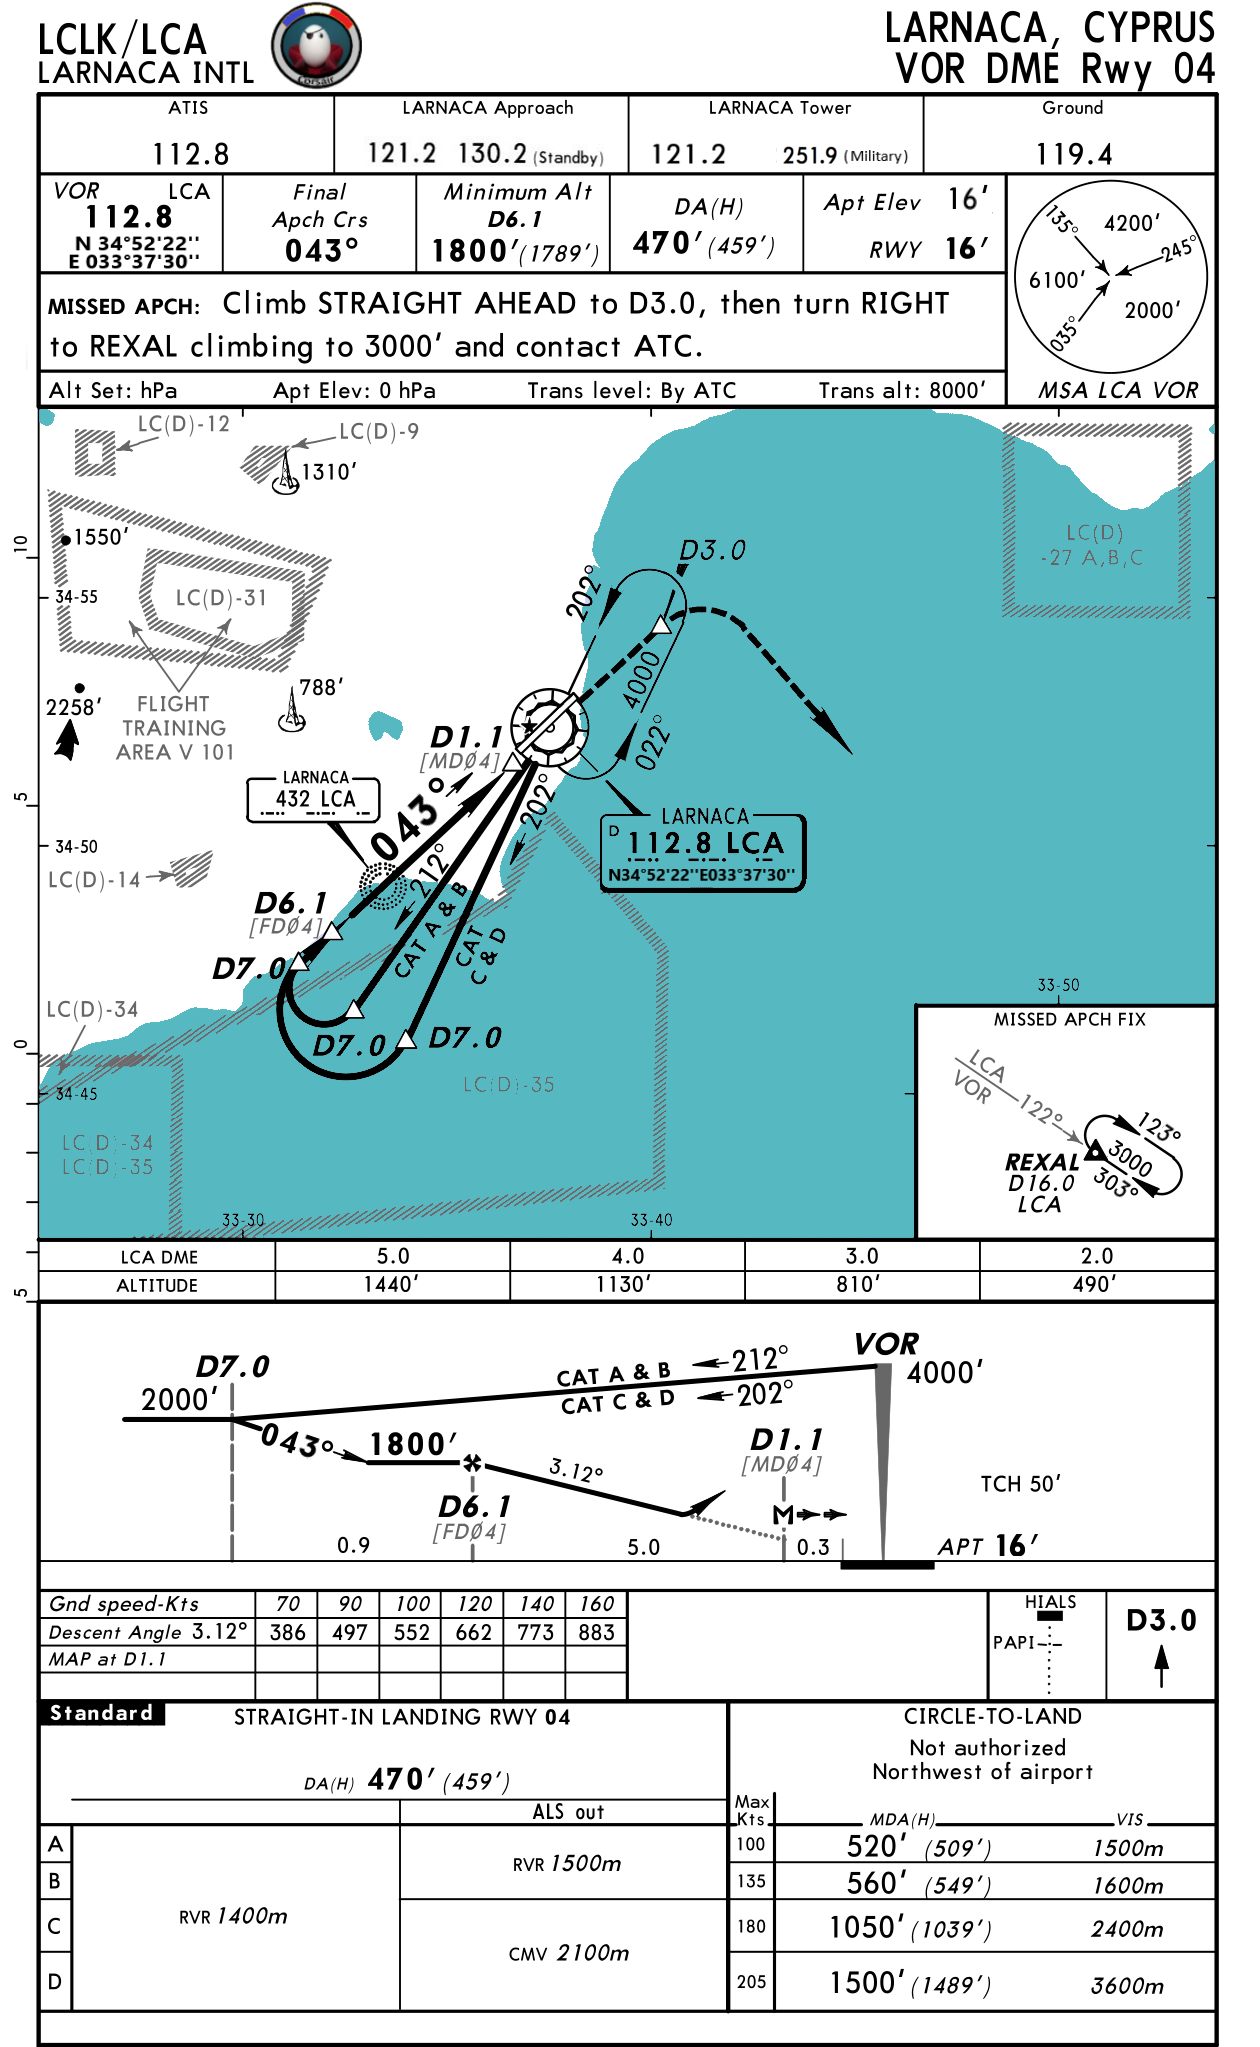 LCLK/LCA
LARNACA INTL
Corsair
LARNACA, CYPRUS
VOR DME Rwy 04
ATIS
112.8
LARNACA Approach
121.2 130.2 (Standby)
LARNACA Tower
121.2 251.9 (Military)
Ground
119.4
VOR LCA
112.8
N 34°52'22''
E 033°37'30''
Final
Apch Crs
043°
Minimum Alt
D6.1
1800' (1789')
DA(H)
470' (459')
Apt Elev 16'
RWY 16'
MISSED APCH: Climb STRAIGHT AHEAD to D3.0, then turn RIGHT
to REXAL climbing to 3000' and contact ATC.
Alt Set: hPa Apt Elev: 0 hPa Trans level: By ATC Trans alt: 8000'
135°
4200'
245°
6100'
2000'
035°
MSA LCA VOR
LC(D)-12
LC(D)-9
1310'
1550'
34-55
LC(D)-31
FLIGHT
TRAINING
AREA V 101
2258'
788'
LC(D)
-27 A,B,C
D3.0
202°
4000
022°
D1.1
[MDØ4]
LARNACA
432 LCA
043°
202°
212°
LARNACA
D 112.8 LCA
N34°52'22''E033°37'30''
34-50
LC(D)-14
D6.1
[FDØ4]
CAT A & B
CAT
C & D
D7.0
D7.0
D7.0
LC(D)-34
34-45
LC(D)-35
LC(D)-34
LC(D)-35
33-30
33-40
33-50
10
5
0
5
MISSED APCH FIX
LCA
VOR
122°
123°
3000
303°
REXAL
D16.0
LCA
LCA DME 5.0 4.0 3.0 2.0
ALTITUDE 1440' 1130' 810' 490'
D7.0
2000'
CAT A & B 212°
CAT C & D 202°
VOR
4000'
043°
1800'
3.12°
D6.1
[FDØ4]
D1.1
[MDØ4]
M
TCH 50'
0.9
5.0
0.3
APT 16'
Gnd speed-Kts 70 90 100 120 140 160
Descent Angle 3.12° 386 497 552 662 773 883
MAP at D1.1
HIALS
PAPI
D3.0
Standard
STRAIGHT-IN LANDING RWY 04
DA(H) 470' (459')
ALS out
A
B
C
D
RVR 1400m
RVR 1500m
CMV 2100m
CIRCLE-TO-LAND
Not authorized
Northwest of airport
Max
Kts MDA(H) VIS
100 520' (509') 1500m
135 560' (549') 1600m
180 1050' (1039') 2400m
205 1500' (1489') 3600m